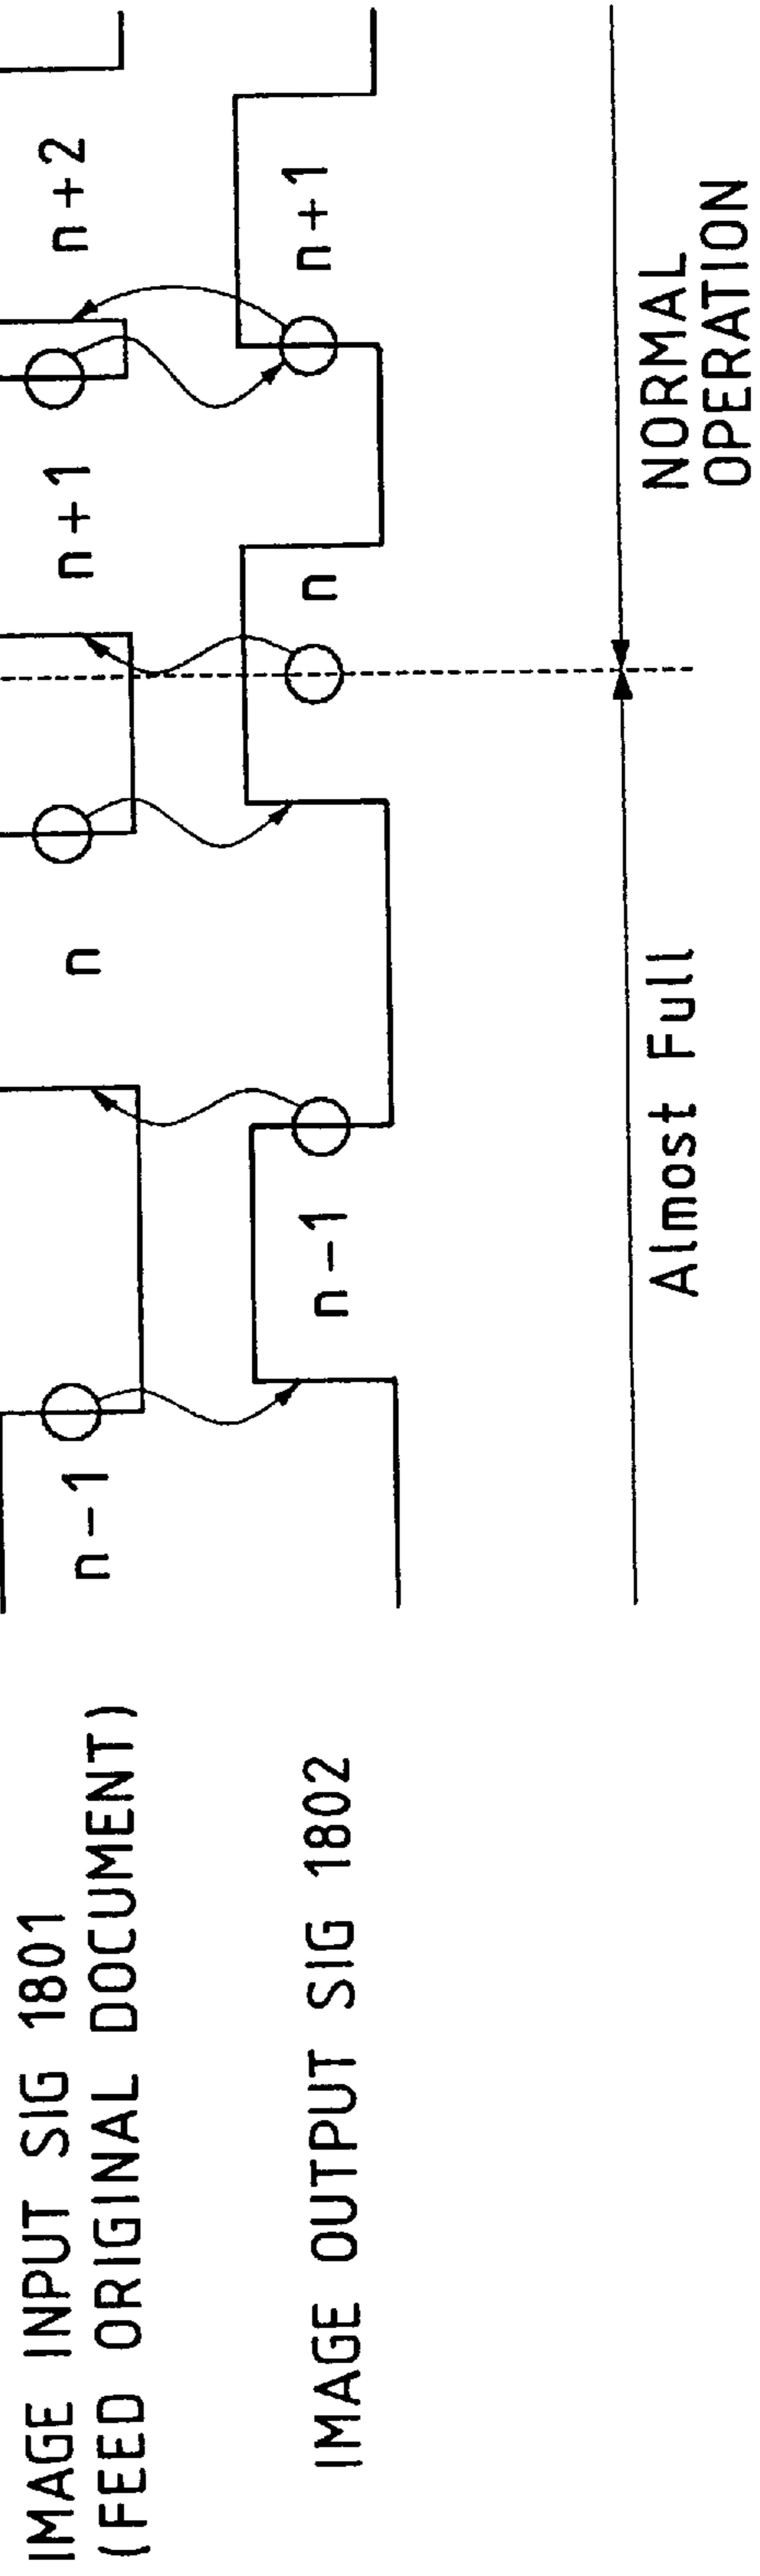 IMAGE INPUT SIG 1801
(FEED ORIGINAL DOCUMENT)
n-1
n
n+1
n+2
IMAGE OUTPUT SIG 1802
n-1
n
n+1
Almost Full
NORMAL
OPERATION